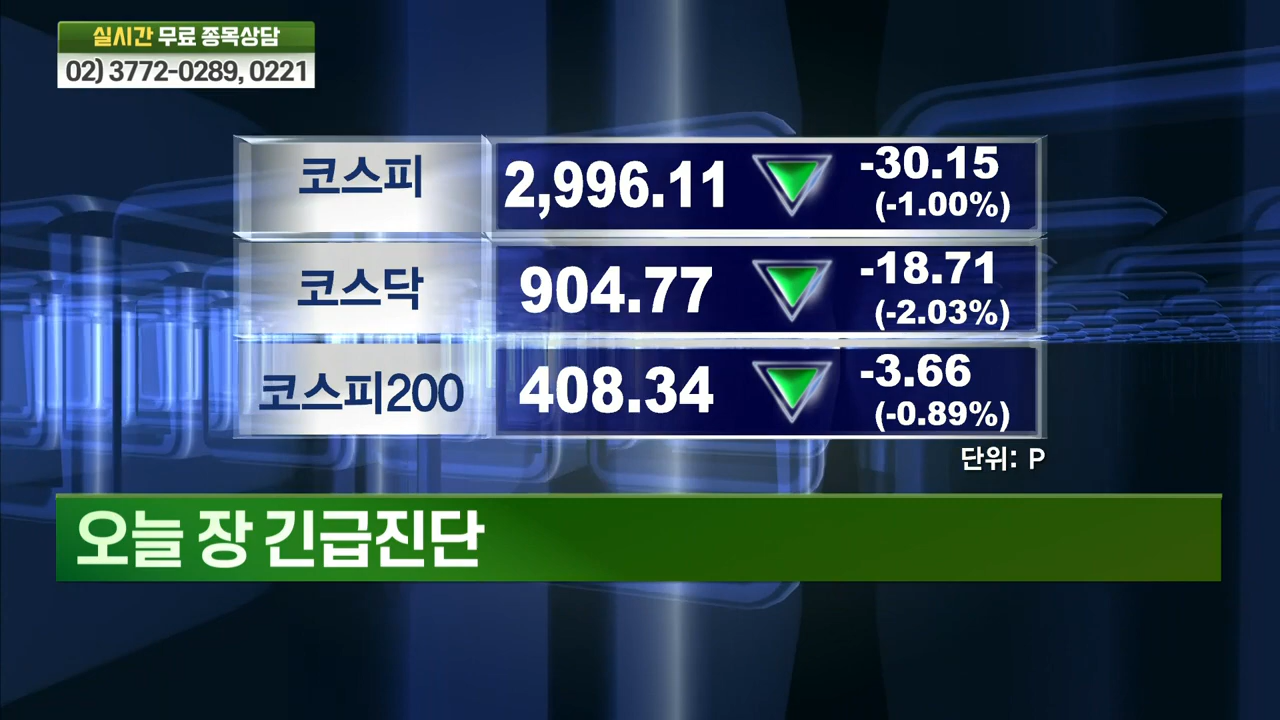 실시간 무료 종목상담
02) 3772-0289, 0221
코스피 2,996.11 -30.15
(-1.00%)
코스닥 904.77 -18.71
(-2.03%)
코스피200 408.34 -3.66
(-0.89%)
단위: P
오늘 장 긴급진단